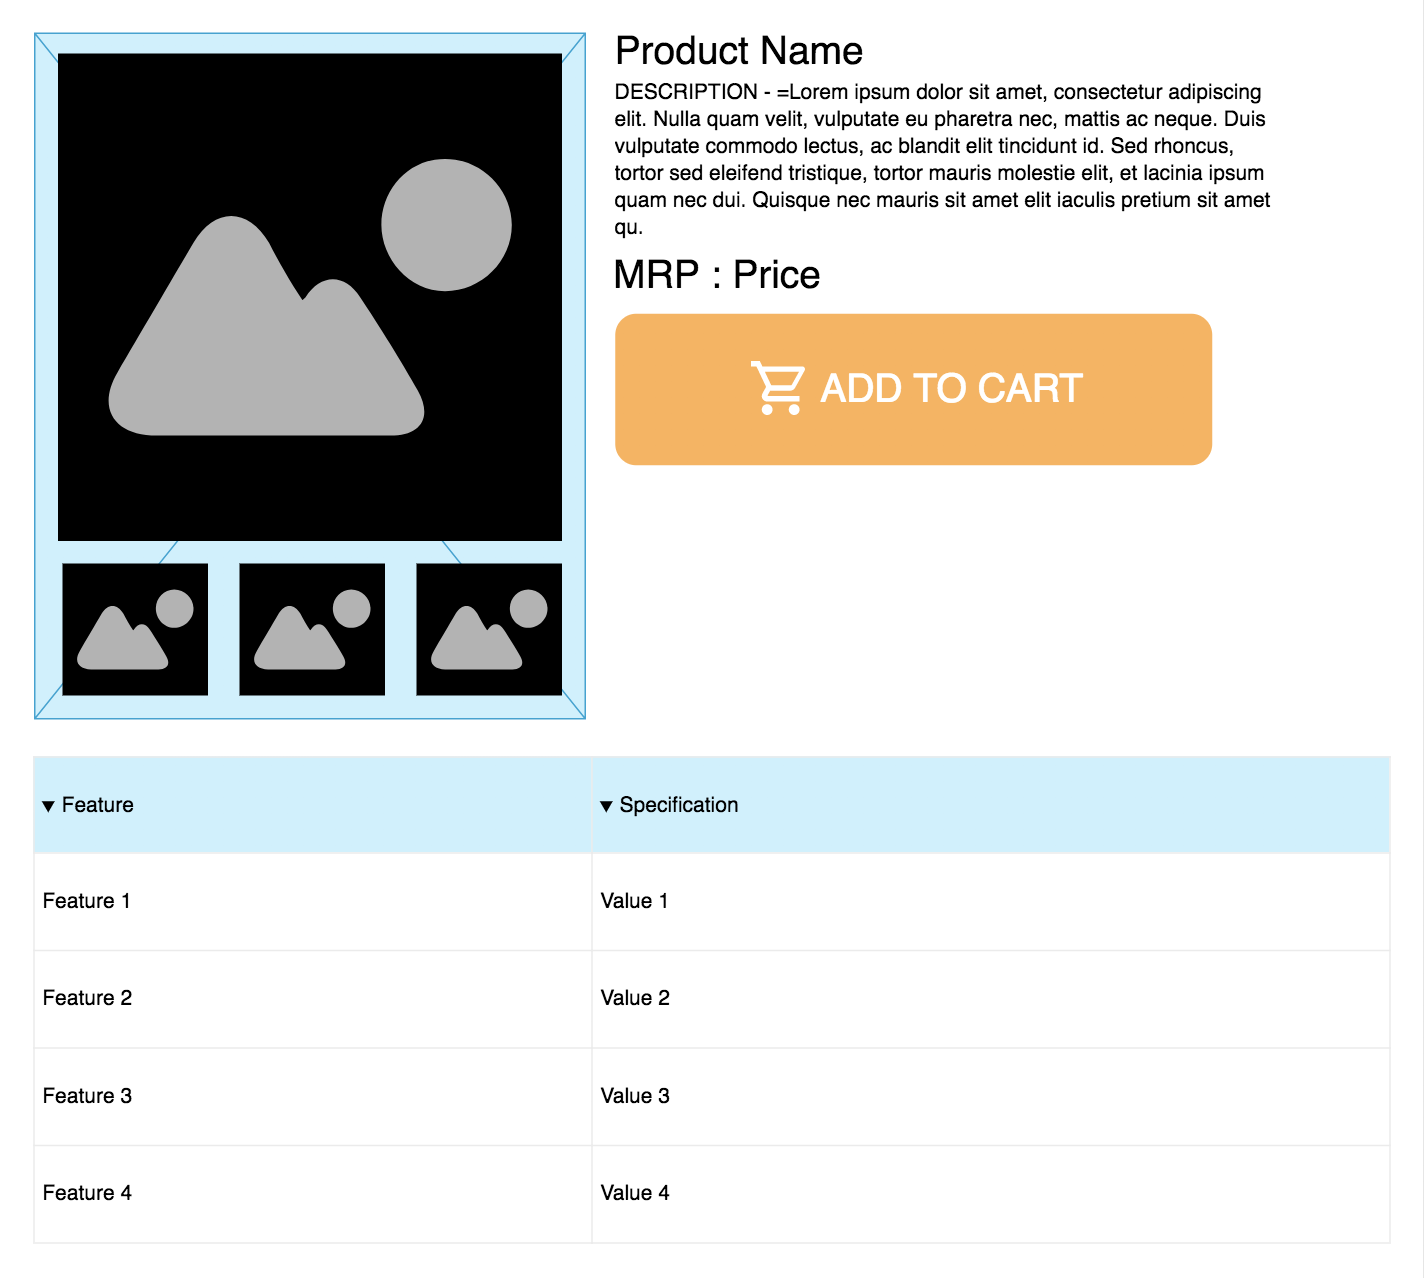 Product Name
DESCRIPTION - =Lorem ipsum dolor sit amet, consectetur adipiscing
elit. Nulla quam velit, vulputate eu pharetra nec, mattis ac neque. Duis
vulputate commodo lectus, ac blandit elit tincidunt id. Sed rhoncus,
tortor sed eleifend tristique, tortor mauris molestie elit, et lacinia ipsum
quam nec dui. Quisque nec mauris sit amet elit iaculis pretium sit amet
qu.
MRP : Price
ADD TO CART
Feature Specification
Feature 1 Value 1
Feature 2 Value 2
Feature 3 Value 3
Feature 4 Value 4